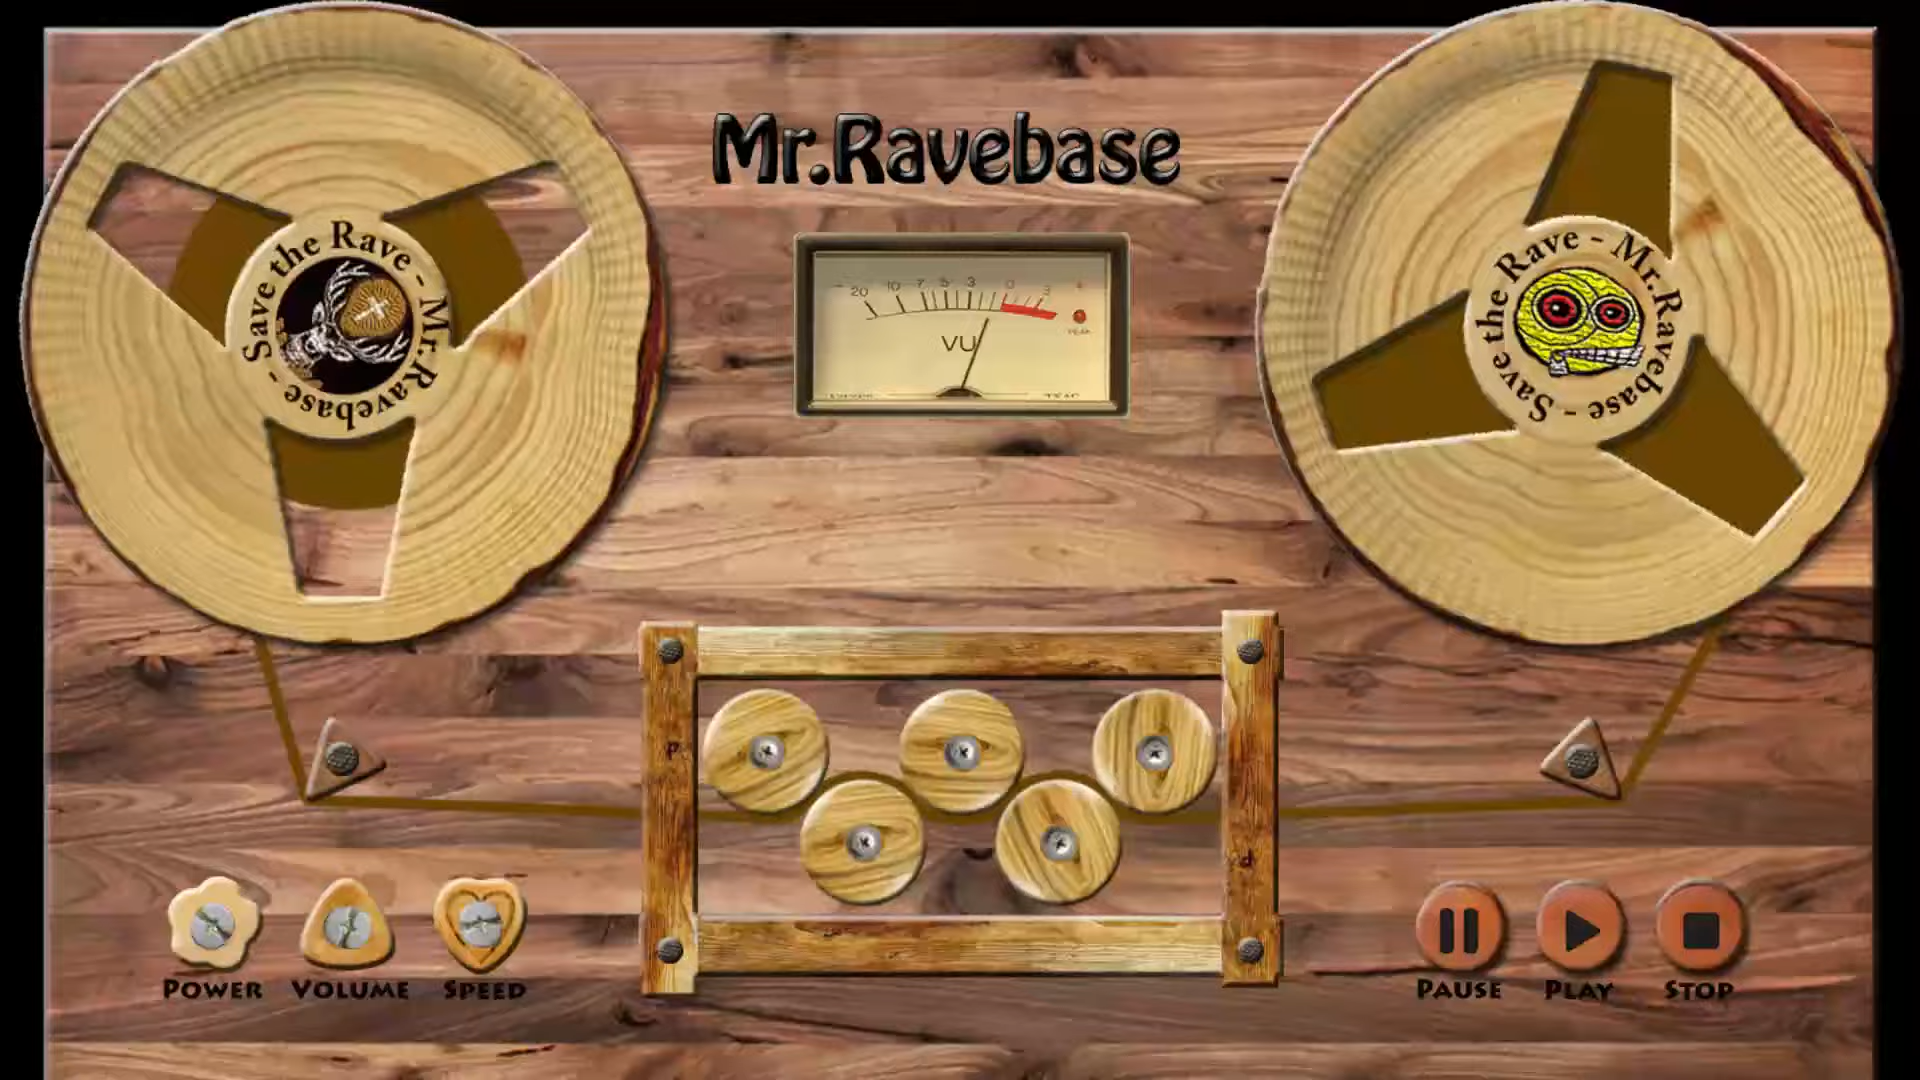 Mr.Ravebase
Save the Rave - Mr.Ravebase -
Save the Rave - Mr.Ravebase -
20 10 7 5 3 0 3
VU
PEAK
POWER
VOLUME
SPEED
PAUSE
PLAY
STOP